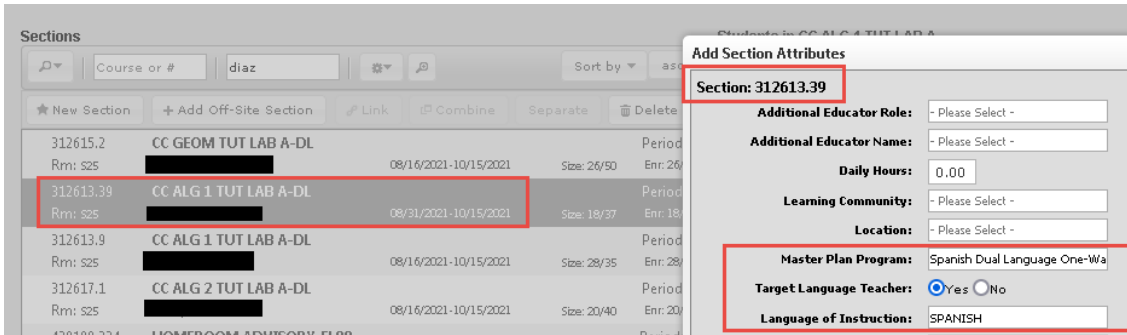 Sections
Course or #
diaz
Sort by
asc
New Section
+ Add Off-Site Section
Link
Combine
Separate
Delete
312615.2 CC GEOM TUT LAB A-DL Period
Rm: S25 08/16/2021-10/15/2021 Size: 26/50 Enr: 26/
312613.39 CC ALG 1 TUT LAB A-DL Period
Rm: S25 08/31/2021-10/15/2021 Size: 18/37 Enr: 18/
312613.9 CC ALG 1 TUT LAB A-DL Period
Rm: S25 08/16/2021-10/15/2021 Size: 28/35 Enr: 28/
312617.1 CC ALG 2 TUT LAB A-DL Period
Rm: S25 08/16/2021-10/15/2021 Size: 20/40 Enr: 20/
Add Section Attributes
Section: 312613.39
Additional Educator Role: - Please Select -
Additional Educator Name: - Please Select -
Daily Hours: 0.00
Learning Community: - Please Select -
Location: - Please Select -
Master Plan Program: Spanish Dual Language One-Wa
Target Language Teacher: Yes No
Language of Instruction: SPANISH